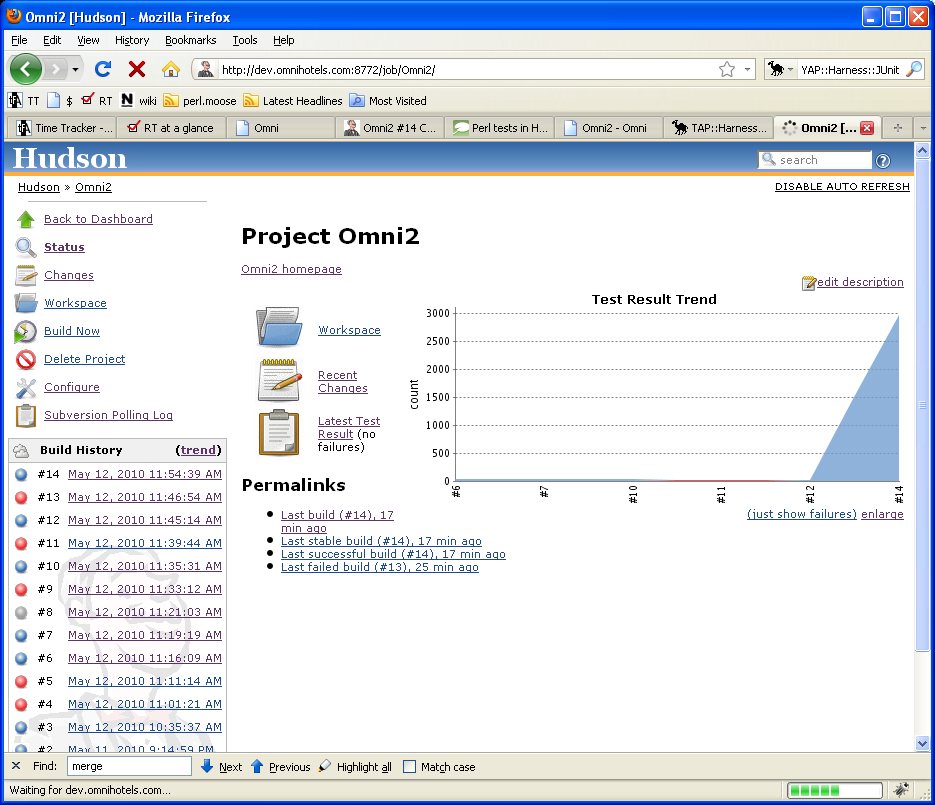 Omni2 [Hudson] - Mozilla Firefox
File Edit View History Bookmarks Tools Help
http://dev.omnihotels.com:8772/job/Omni2/ YAP::Harness::JUnit
TT $ RT wiki perl.moose Latest Headlines Most Visited
Time Tracker -... RT at a glance Omni Omni2 #14 C... Perl tests in H... Omni2 - Omni TAP::Harness... Omni2 [...
Hudson
search
Hudson » Omni2
DISABLE AUTO REFRESH
Back to Dashboard
Status
Changes
Workspace
Build Now
Delete Project
Configure
Subversion Polling Log
Build History (trend)
#14 May 12, 2010 11:54:39 AM
#13 May 12, 2010 11:46:54 AM
#12 May 12, 2010 11:45:14 AM
#11 May 12, 2010 11:39:44 AM
#10 May 12, 2010 11:35:31 AM
#9 May 12, 2010 11:33:12 AM
#8 May 12, 2010 11:21:03 AM
#7 May 12, 2010 11:19:19 AM
#6 May 12, 2010 11:16:09 AM
#5 May 12, 2010 11:11:14 AM
#4 May 12, 2010 11:01:21 AM
#3 May 12, 2010 10:35:37 AM
#2 May 11, 2010 9:14:59 PM
Project Omni2
Omni2 homepage
edit description
Workspace
Recent
Changes
Latest Test
Result (no
failures)
Test Result Trend
count
3000
2500
2000
1500
1000
500
0
#6 #7 #10 #11 #12 #14
(just show failures) enlarge
Permalinks
Last build (#14), 17
min ago
Last stable build (#14), 17 min ago
Last successful build (#14), 17 min ago
Last failed build (#13), 25 min ago
Find: merge Next Previous Highlight all Match case
Waiting for dev.omnihotels.com...